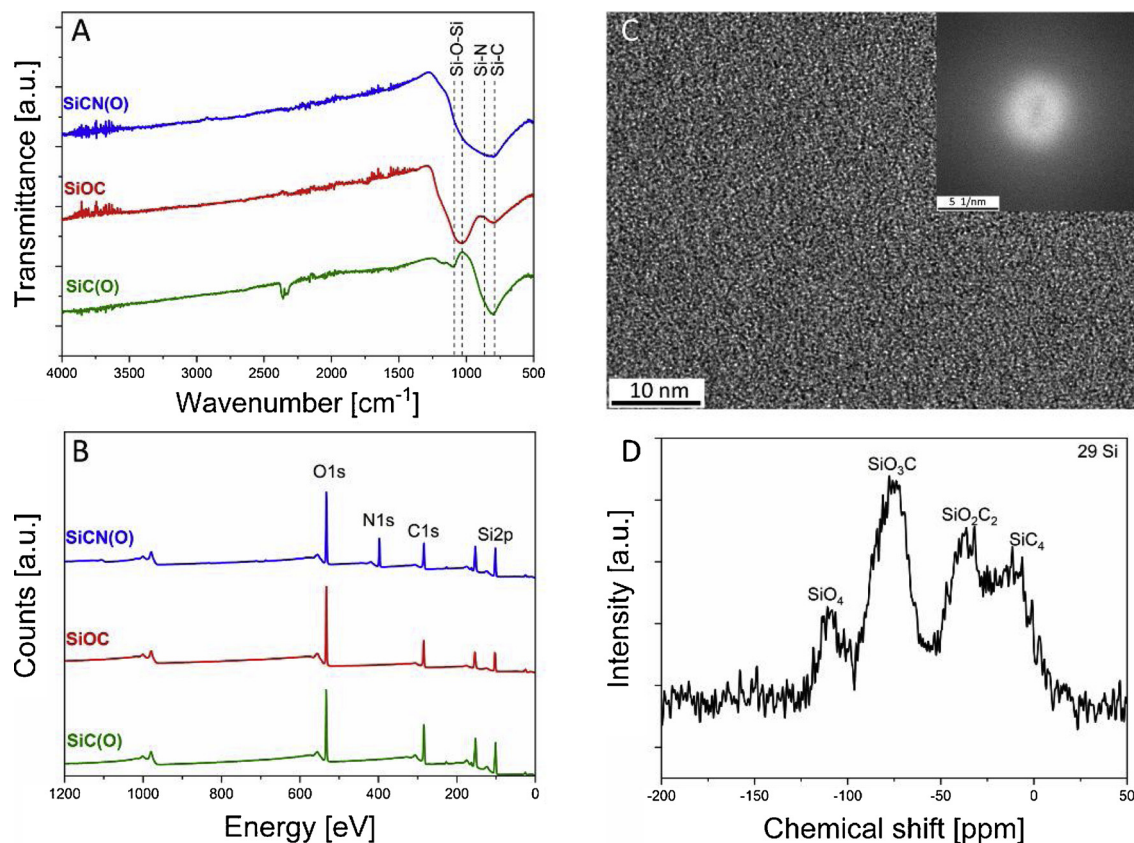 A
Si-O-Si
Si-N
Si-C
SiCN(O)
SiOC
SiC(O)
Transmittance [a.u.]
4000 3500 3000 2500 2000 1500 1000 500
Wavenumber [cm⁻¹]
C
5 1/nm
10 nm
B
O1s
N1s
C1s
Si2p
SiCN(O)
SiOC
SiC(O)
Counts [a.u.]
1200 1000 800 600 400 200 0
Energy [eV]
D
29 Si
SiO₃C
SiO₂C₂
SiC₄
SiO₄
Intensity [a.u.]
-200 -150 -100 -50 0 50
Chemical shift [ppm]